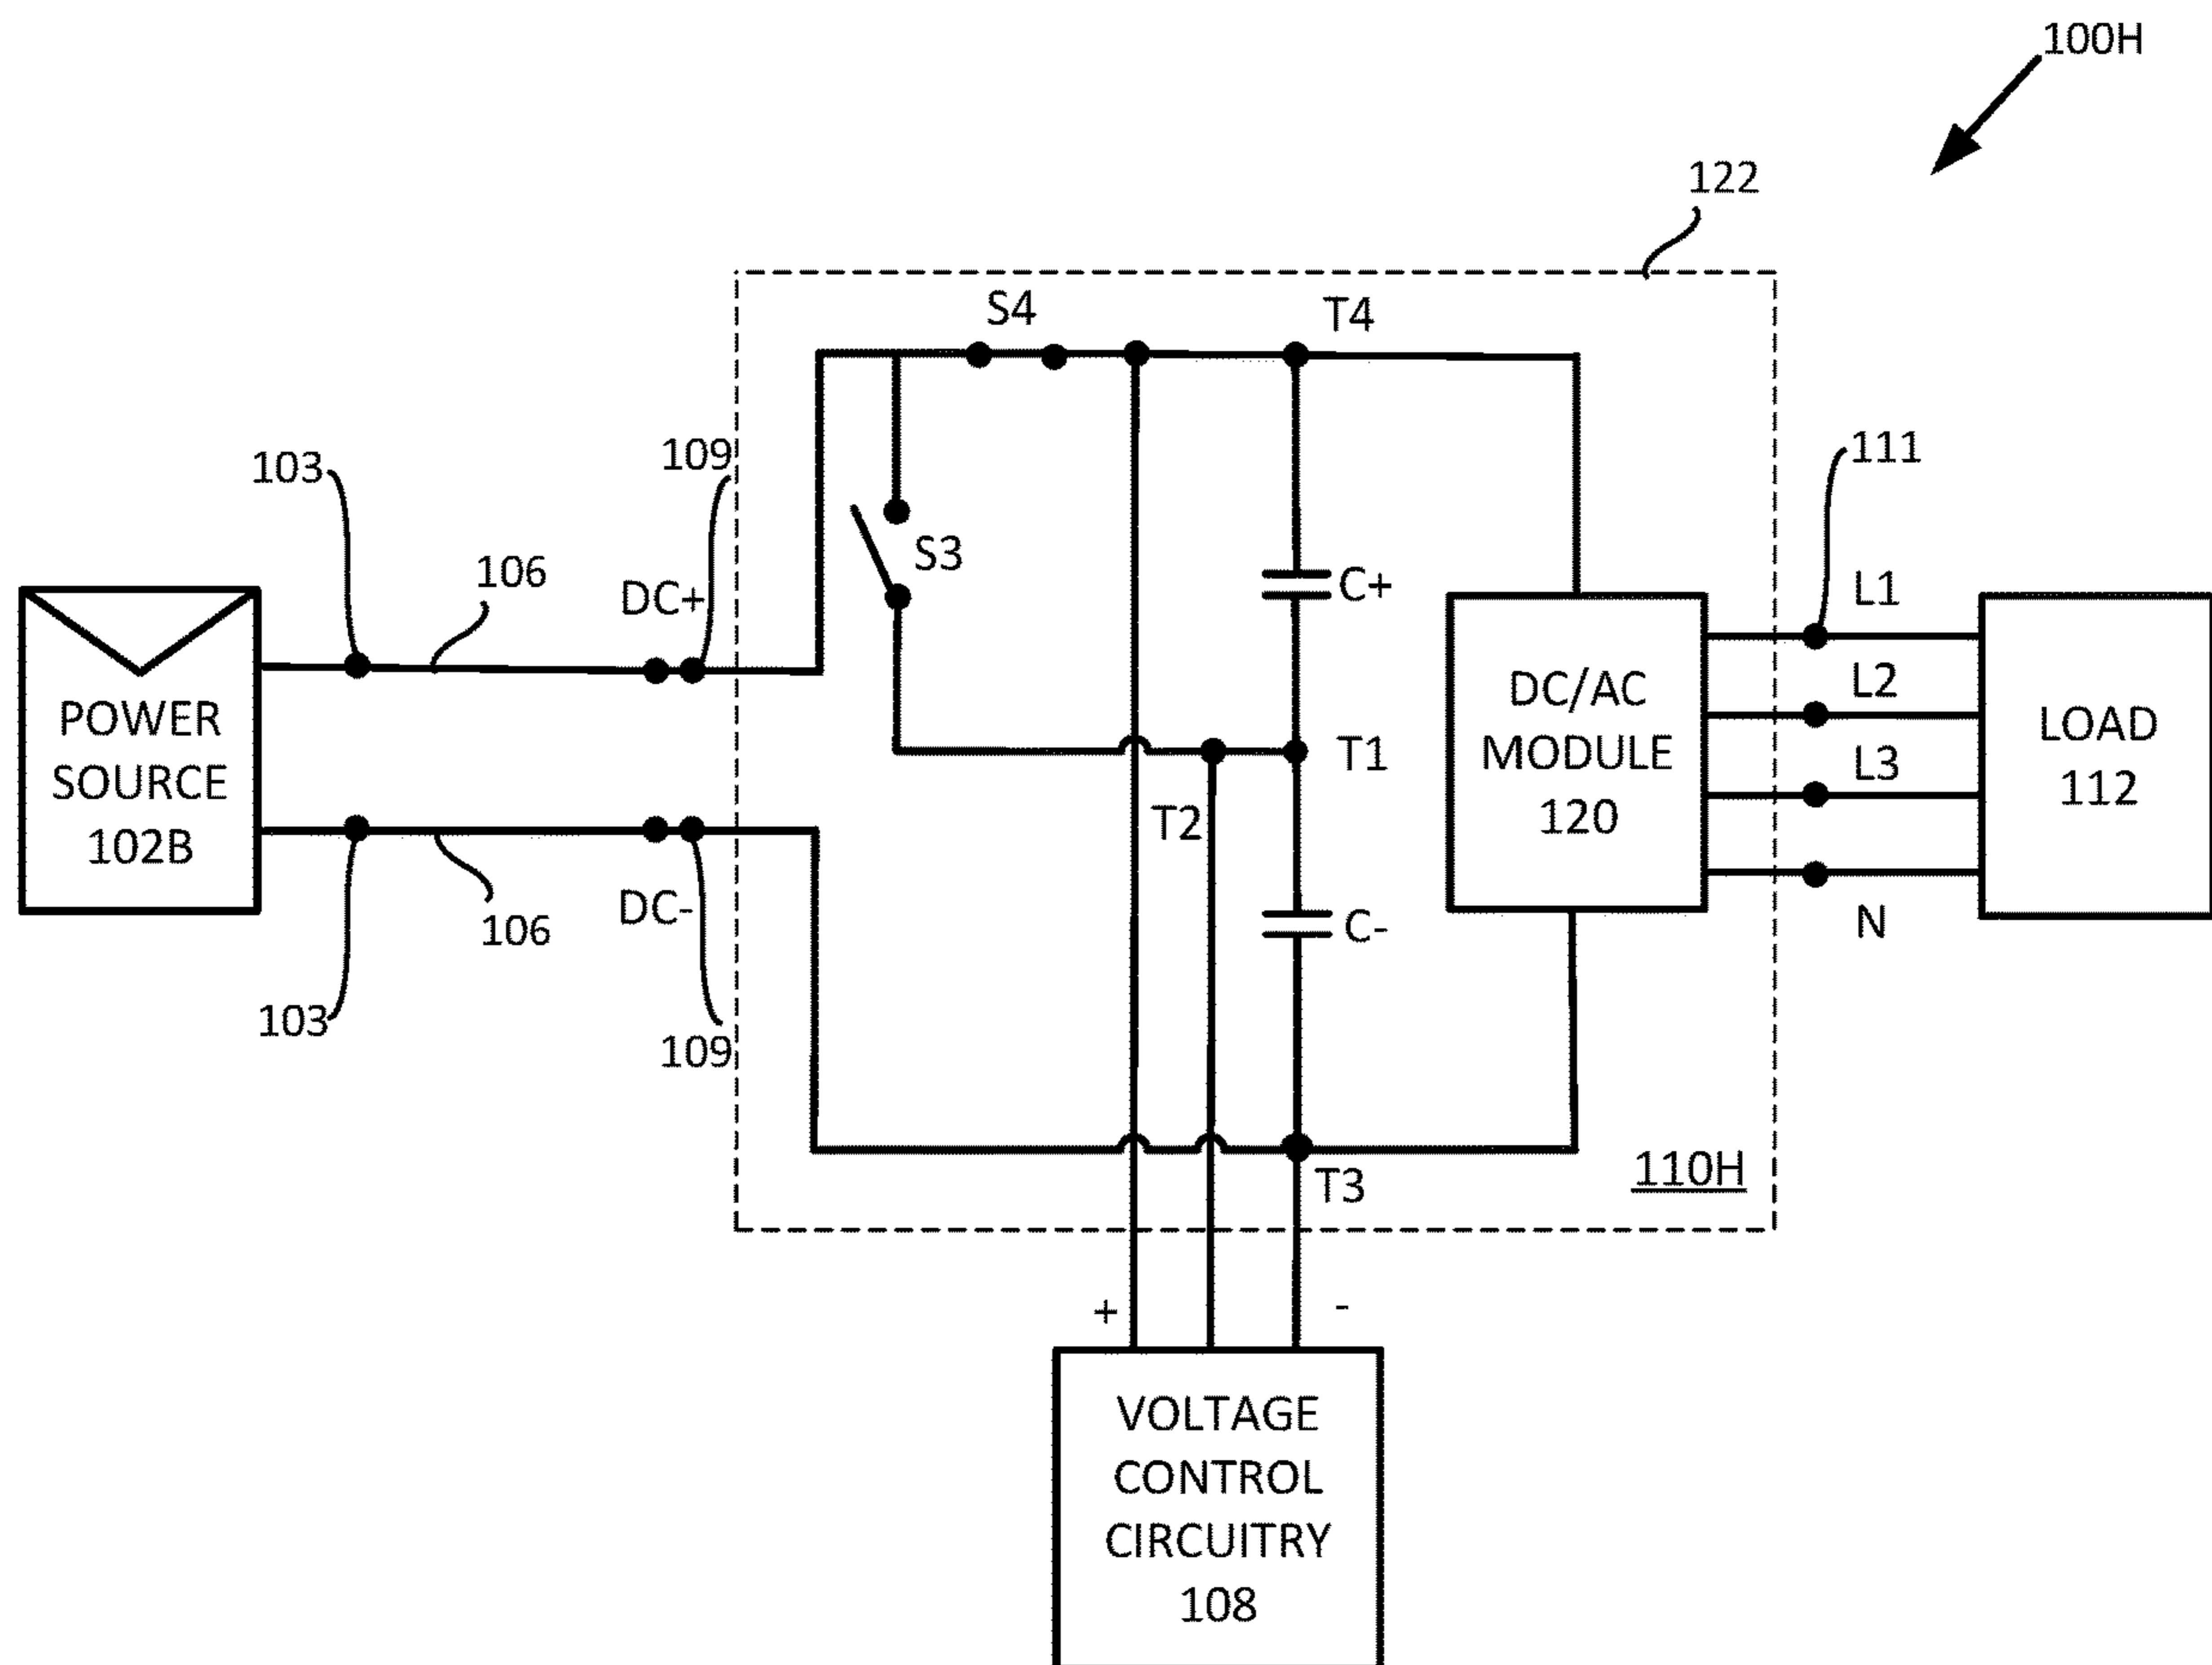 100H
122
S4
T4
109
103
111
S3
106
DC+
C+
L1
POWER
SOURCE
102B
DC/AC
MODULE
120
L2
LOAD
112
T1
L3
T2
DC-
C-
N
106
103
109
110H
T3
+
-
VOLTAGE
CONTROL
CIRCUITRY
108